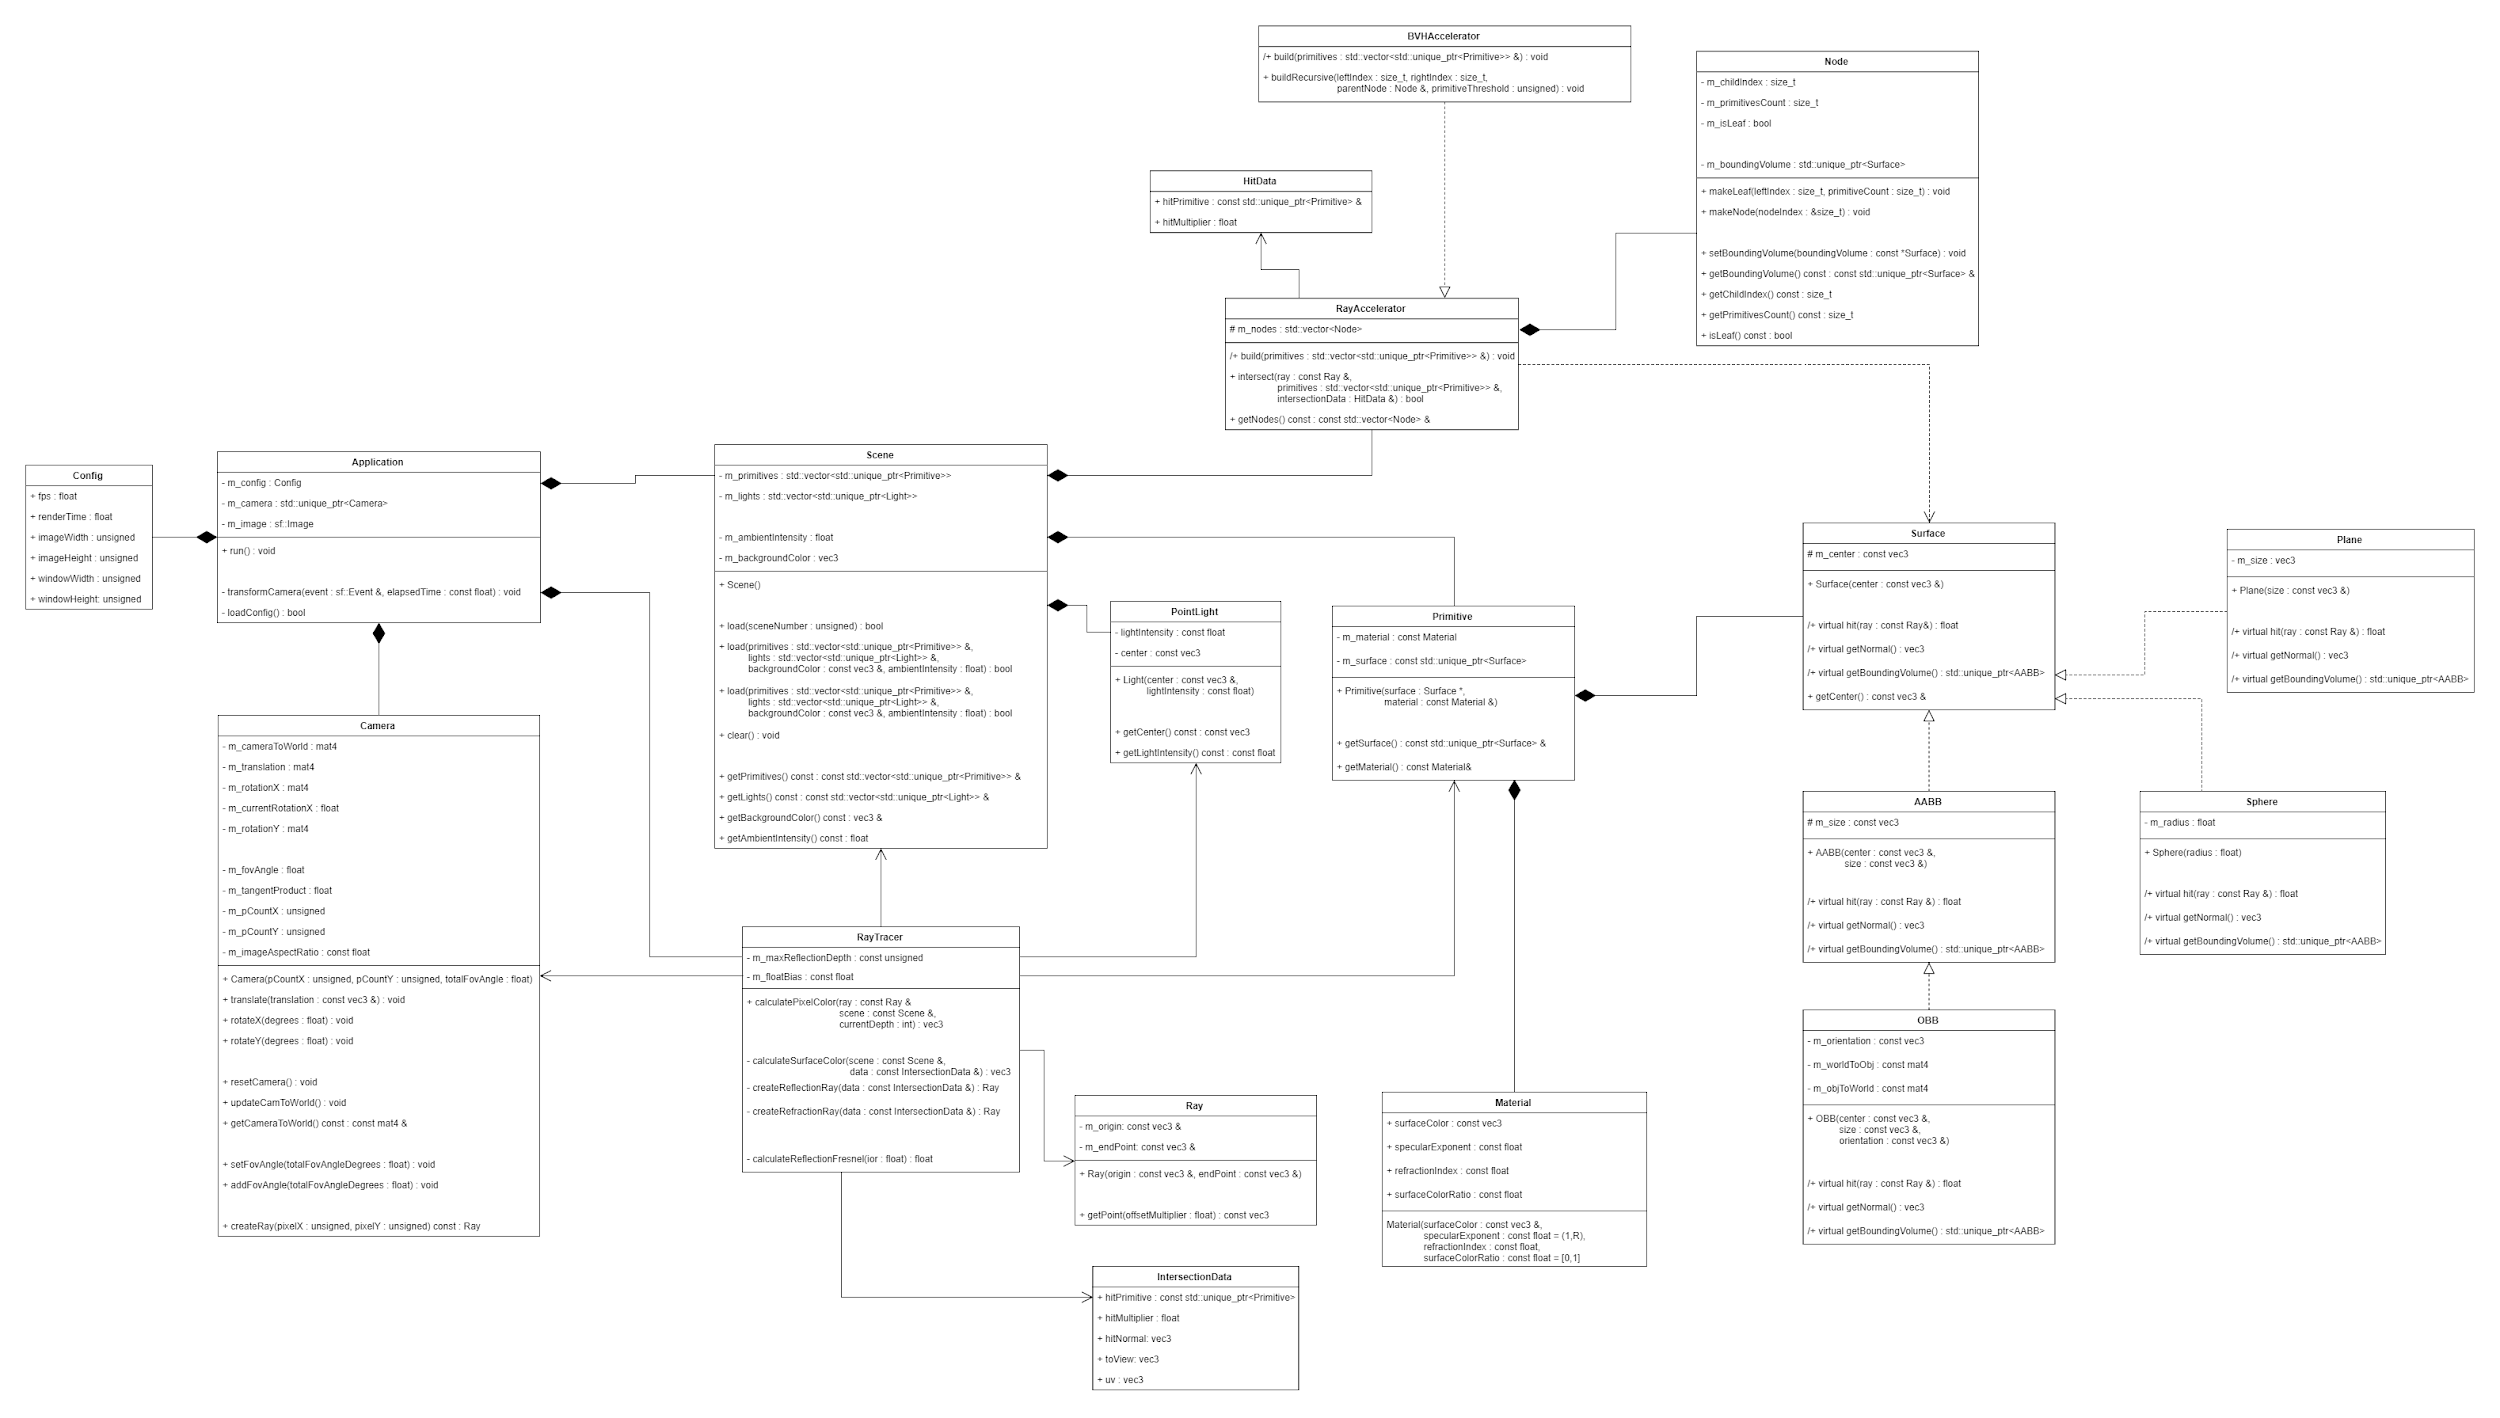 BVHAccelerator
/+ build(primitives : std::vector<std::unique_ptr<Primitive>> &) : void
+ buildRecursive(leftIndex : size_t, rightIndex : size_t,
parentNode : Node &, primitiveThreshold : unsigned) : void
Node
- m_childIndex : size_t
- m_primitivesCount : size_t
- m_isLeaf : bool
- m_boundingVolume : std::unique_ptr<Surface>
+ makeLeaf(leftIndex : size_t, primitiveCount : size_t) : void
+ makeNode(nodeIndex : &size_t) : void
+ setBoundingVolume(boundingVolume : const *Surface) : void
+ getBoundingVolume() const : const std::unique_ptr<Surface> &
+ getChildIndex() const : size_t
+ getPrimitivesCount() const : size_t
+ isLeaf() const : bool
HitData
+ hitPrimitive : const std::unique_ptr<Primitive> &
+ hitMultiplier : float
RayAccelerator
# m_nodes : std::vector<Node>
/+ build(primitives : std::vector<std::unique_ptr<Primitive>> &) : void
+ intersect(ray : const Ray &,
primitives : std::vector<std::unique_ptr<Primitive>> &,
intersectionData : HitData &) : bool
+ getNodes() const : const std::vector<Node> &
Config
+ fps : float
+ renderTime : float
+ imageWidth : unsigned
+ imageHeight : unsigned
+ windowWidth : unsigned
+ windowHeight: unsigned
Application
- m_config : Config
- m_camera : std::unique_ptr<Camera>
- m_image : sf::Image
+ run() : void
- transformCamera(event : sf::Event &, elapsedTime : const float) : void
- loadConfig() : bool
Scene
- m_primitives : std::vector<std::unique_ptr<Primitive>>
- m_lights : std::vector<std::unique_ptr<Light>>
- m_ambientIntensity : float
- m_backgroundColor : vec3
+ Scene()
+ load(sceneNumber : unsigned) : bool
+ load(primitives : std::vector<std::unique_ptr<Primitive>> &,
lights : std::vector<std::unique_ptr<Light>> &,
backgroundColor : const vec3 &, ambientIntensity : float) : bool
+ load(primitives : std::vector<std::unique_ptr<Primitive>> &,
lights : std::vector<std::unique_ptr<Light>> &,
backgroundColor : const vec3 &, ambientIntensity : float) : bool
+ clear() : void
+ getPrimitives() const : const std::vector<std::unique_ptr<Primitive>> &
+ getLights() const : const std::vector<std::unique_ptr<Light>> &
+ getBackgroundColor() const : vec3 &
+ getAmbientIntensity() const : float
PointLight
- lightIntensity : const float
- center : const vec3
+ Light(center : const vec3 &,
lightIntensity : const float)
+ getCenter() const : const vec3
+ getLightIntensity() const : const float
Primitive
- m_material : const Material
- m_surface : const std::unique_ptr<Surface>
+ Primitive(surface : Surface *,
material : const Material &)
+ getSurface() : const std::unique_ptr<Surface> &
+ getMaterial() : const Material&
Surface
# m_center : const vec3
+ Surface(center : const vec3 &)
/+ virtual hit(ray : const Ray&) : float
/+ virtual getNormal() : vec3
/+ virtual getBoundingVolume() : std::unique_ptr<AABB>
+ getCenter() : const vec3 &
Plane
- m_size : vec3
+ Plane(size : const vec3 &)
/+ virtual hit(ray : const Ray &) : float
/+ virtual getNormal() : vec3
/+ virtual getBoundingVolume() : std::unique_ptr<AABB>
Camera
- m_cameraToWorld : mat4
- m_translation : mat4
- m_rotationX : mat4
- m_currentRotationX : float
- m_rotationY : mat4
- m_fovAngle : float
- m_tangentProduct : float
- m_pCountX : unsigned
- m_pCountY : unsigned
- m_imageAspectRatio : const float
+ Camera(pCountX : unsigned, pCountY : unsigned, totalFovAngle : float)
+ translate(translation : const vec3 &) : void
+ rotateX(degrees : float) : void
+ rotateY(degrees : float) : void
+ resetCamera() : void
+ updateCamToWorld() : void
+ getCameraToWorld() const : const mat4 &
+ setFovAngle(totalFovAngleDegrees : float) : void
+ addFovAngle(totalFovAngleDegrees : float) : void
+ createRay(pixelX : unsigned, pixelY : unsigned) const : Ray
AABB
# m_size : const vec3
+ AABB(center : const vec3 &,
size : const vec3 &)
/+ virtual hit(ray : const Ray &) : float
/+ virtual getNormal() : vec3
/+ virtual getBoundingVolume() : std::unique_ptr<AABB>
Sphere
- m_radius : float
+ Sphere(radius : float)
/+ virtual hit(ray : const Ray &) : float
/+ virtual getNormal() : vec3
/+ virtual getBoundingVolume() : std::unique_ptr<AABB>
RayTracer
- m_maxReflectionDepth : const unsigned
- m_floatBias : const float
+ calculatePixelColor(ray : const Ray &
scene : const Scene &,
currentDepth : int) : vec3
- calculateSurfaceColor(scene : const Scene &,
data : const IntersectionData &) : vec3
- createReflectionRay(data : const IntersectionData &) : Ray
- createRefractionRay(data : const IntersectionData &) : Ray
- calculateReflectionFresnel(ior : float) : float
OBB
- m_orientation : const vec3
- m_worldToObj : const mat4
- m_objToWorld : const mat4
+ OBB(center : const vec3 &,
size : const vec3 &,
orientation : const vec3 &)
/+ virtual hit(ray : const Ray &) : float
/+ virtual getNormal() : vec3
/+ virtual getBoundingVolume() : std::unique_ptr<AABB>
Ray
- m_origin: const vec3 &
- m_endPoint: const vec3 &
+ Ray(origin : const vec3 &, endPoint : const vec3 &)
+ getPoint(offsetMultiplier : float) : const vec3
Material
+ surfaceColor : const vec3
+ specularExponent : const float
+ refractionIndex : const float
+ surfaceColorRatio : const float
Material(surfaceColor : const vec3 &,
specularExponent : const float = (1,R),
refractionIndex : const float,
surfaceColorRatio : const float = [0,1]
IntersectionData
+ hitPrimitive : const std::unique_ptr<Primitive>
+ hitMultiplier : float
+ hitNormal: vec3
+ toView: vec3
+ uv : vec3